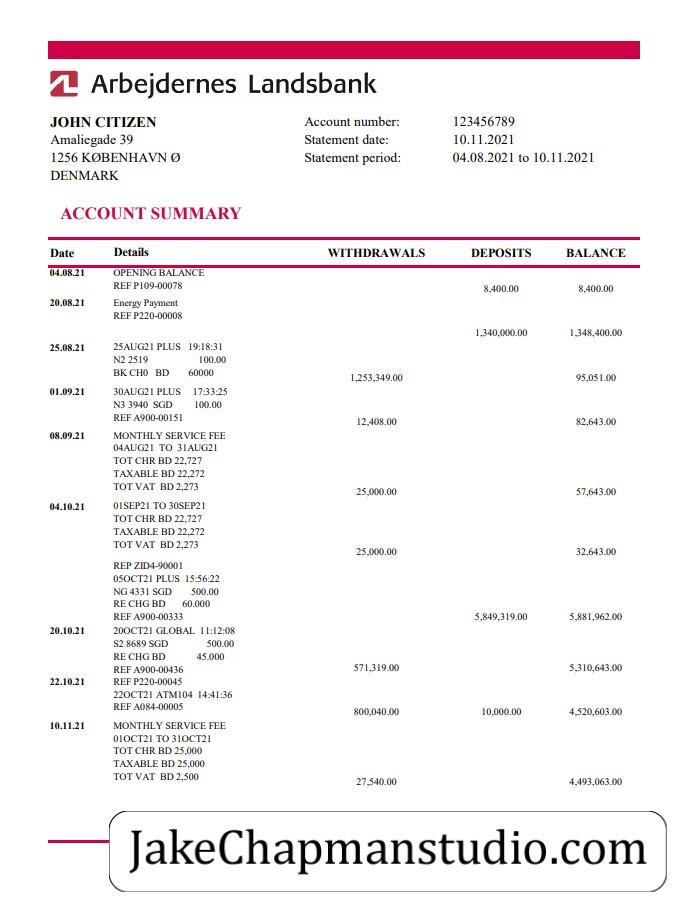 Arbejdernes Landsbank
JOHN CITIZEN
Amaliegade 39
1256 KØBENHAVN Ø
DENMARK
Account number: 123456789
Statement date: 10.11.2021
Statement period: 04.08.2021 to 10.11.2021
ACCOUNT SUMMARY
Date Details WITHDRAWALS DEPOSITS BALANCE
04.08.21 OPENING BALANCE
REF P109-00078 8,400.00 8,400.00
20.08.21 Energy Payment
REF P220-00008
1,340,000.00 1,348,400.00
25.08.21 25AUG21 PLUS 19:18:31
N2 2519 100.00
BK CH0 BD 60000 1,253,349.00 95,051.00
01.09.21 30AUG21 PLUS 17:33:25
N3 3940 SGD 100.00
REF A900-00151 12,408.00 82,643.00
08.09.21 MONTHLY SERVICE FEE
04AUG21 TO 31AUG21
TOT CHR BD 22,727
TAXABLE BD 22,272
TOT VAT BD 2,273 25,000.00 57,643.00
04.10.21 01SEP21 TO 30SEP21
TOT CHR BD 22,727
TAXABLE BD 22,272
TOT VAT BD 2,273 25,000.00 32,643.00
REP ZID4-90001
05OCT21 PLUS 15:56:22
NG 4331 SGD 500.00
RE CHG BD 60.000
REF A900-00333 5,849,319.00 5,881,962.00
20.10.21 20OCT21 GLOBAL 11:12:08
S2 8689 SGD 500.00
RE CHG BD 45.000
REF A900-00436 571,319.00 5,310,643.00
22.10.21 REF P220-00045
22OCT21 ATM104 14:41:36
REF A084-00005 800,040.00 10,000.00 4,520,603.00
10.11.21 MONTHLY SERVICE FEE
01OCT21 TO 31OCT21
TOT CHR BD 25,000
TAXABLE BD 25,000
TOT VAT BD 2,500 27,540.00 4,493,063.00
JakeChapmanstudio.com